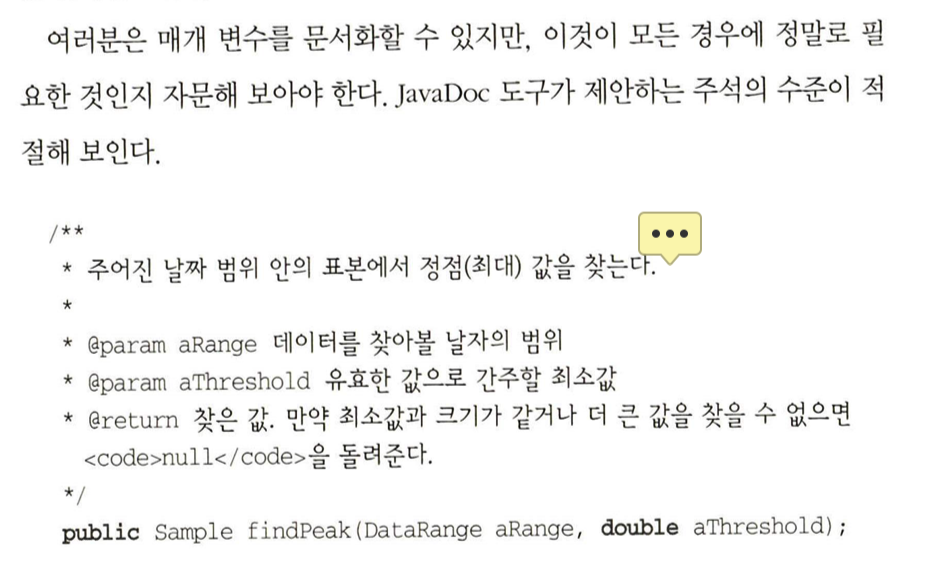 여러분은 매개 변수를 문서화할 수 있지만, 이것이 모든 경우에 정말로 필
요한 것인지 자문해 보아야 한다. JavaDoc 도구가 제안하는 주석의 수준이 적
절해 보인다.
/**
* 주어진 날짜 범위 안의 표본에서 정점(최대) 값을 찾는다.
*
* @param aRange 데이터를 찾아볼 날자의 범위
* @param aThreshold 유효한 값으로 간주할 최소값
* @return 찾은 값. 만약 최소값과 크기가 같거나 더 큰 값을 찾을 수 없으면
<code>null</code>을 돌려준다.
*/
public Sample findPeak(DataRange aRange, double aThreshold);